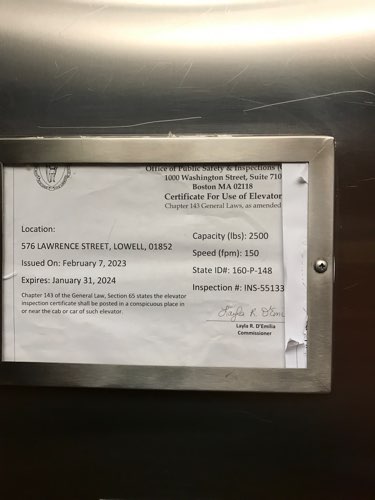 Office of Public Safety & Inspections (
1000 Washington Street, Suite 710
Boston MA 02118
Certificate For Use of Elevator
Chapter 143 General Laws, as amended
Location:
576 LAWRENCE STREET, LOWELL, 01852
Issued On: February 7, 2023
Expires: January 31, 2024
Chapter 143 of the General Law, Section 65 states the elevator
inspection certificate shall be posted in a conspicuous place in
or near the cab or car of such elevator.
Capacity (lbs): 2500
Speed (fpm): 150
State ID#: 160-P-148
Inspection #: INS-55133
Layla R. D'Emilia
Commissioner